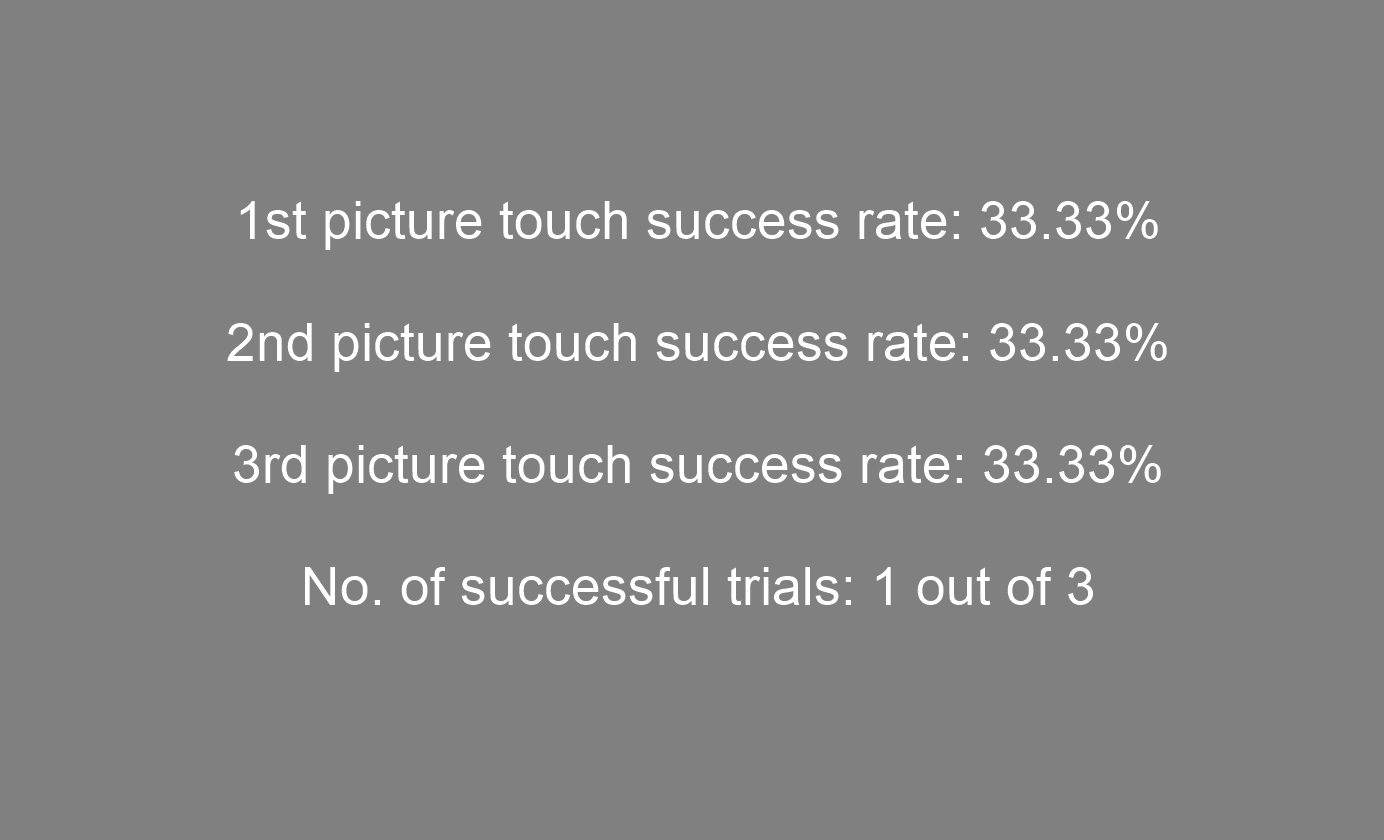 1st picture touch success rate: 33.33%
2nd picture touch success rate: 33.33%
3rd picture touch success rate: 33.33%
No. of successful trials: 1 out of 3